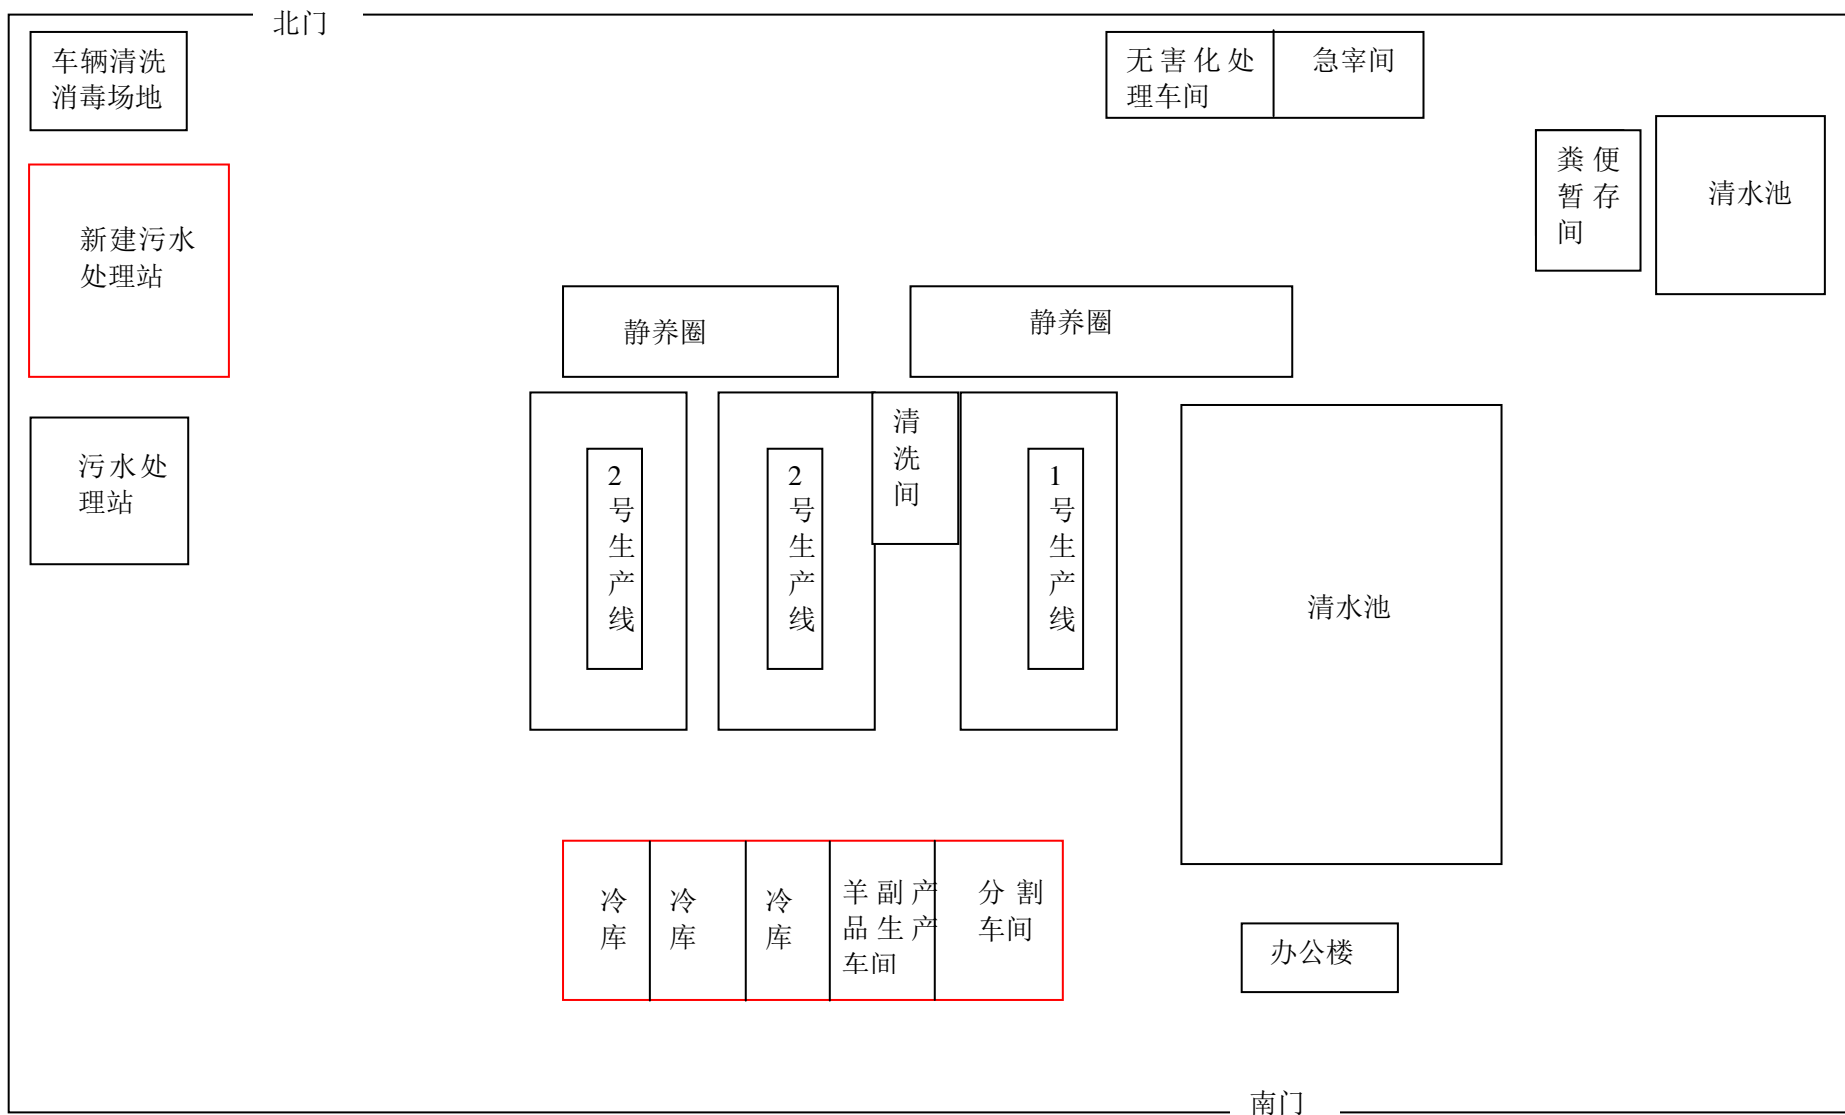 北门
车辆清洗
消毒场地
无害化处
理车间
急宰间
粪便
暂存
间
清水池
新建污水
处理站
静养圈
静养圈
污水处
理站
2
号
生
产
线
2
号
生
产
线
清
洗
间
1
号
生
产
线
清水池
冷
库
冷
库
冷
库
羊副产
品生产
车间
分割
车间
办公楼
南门